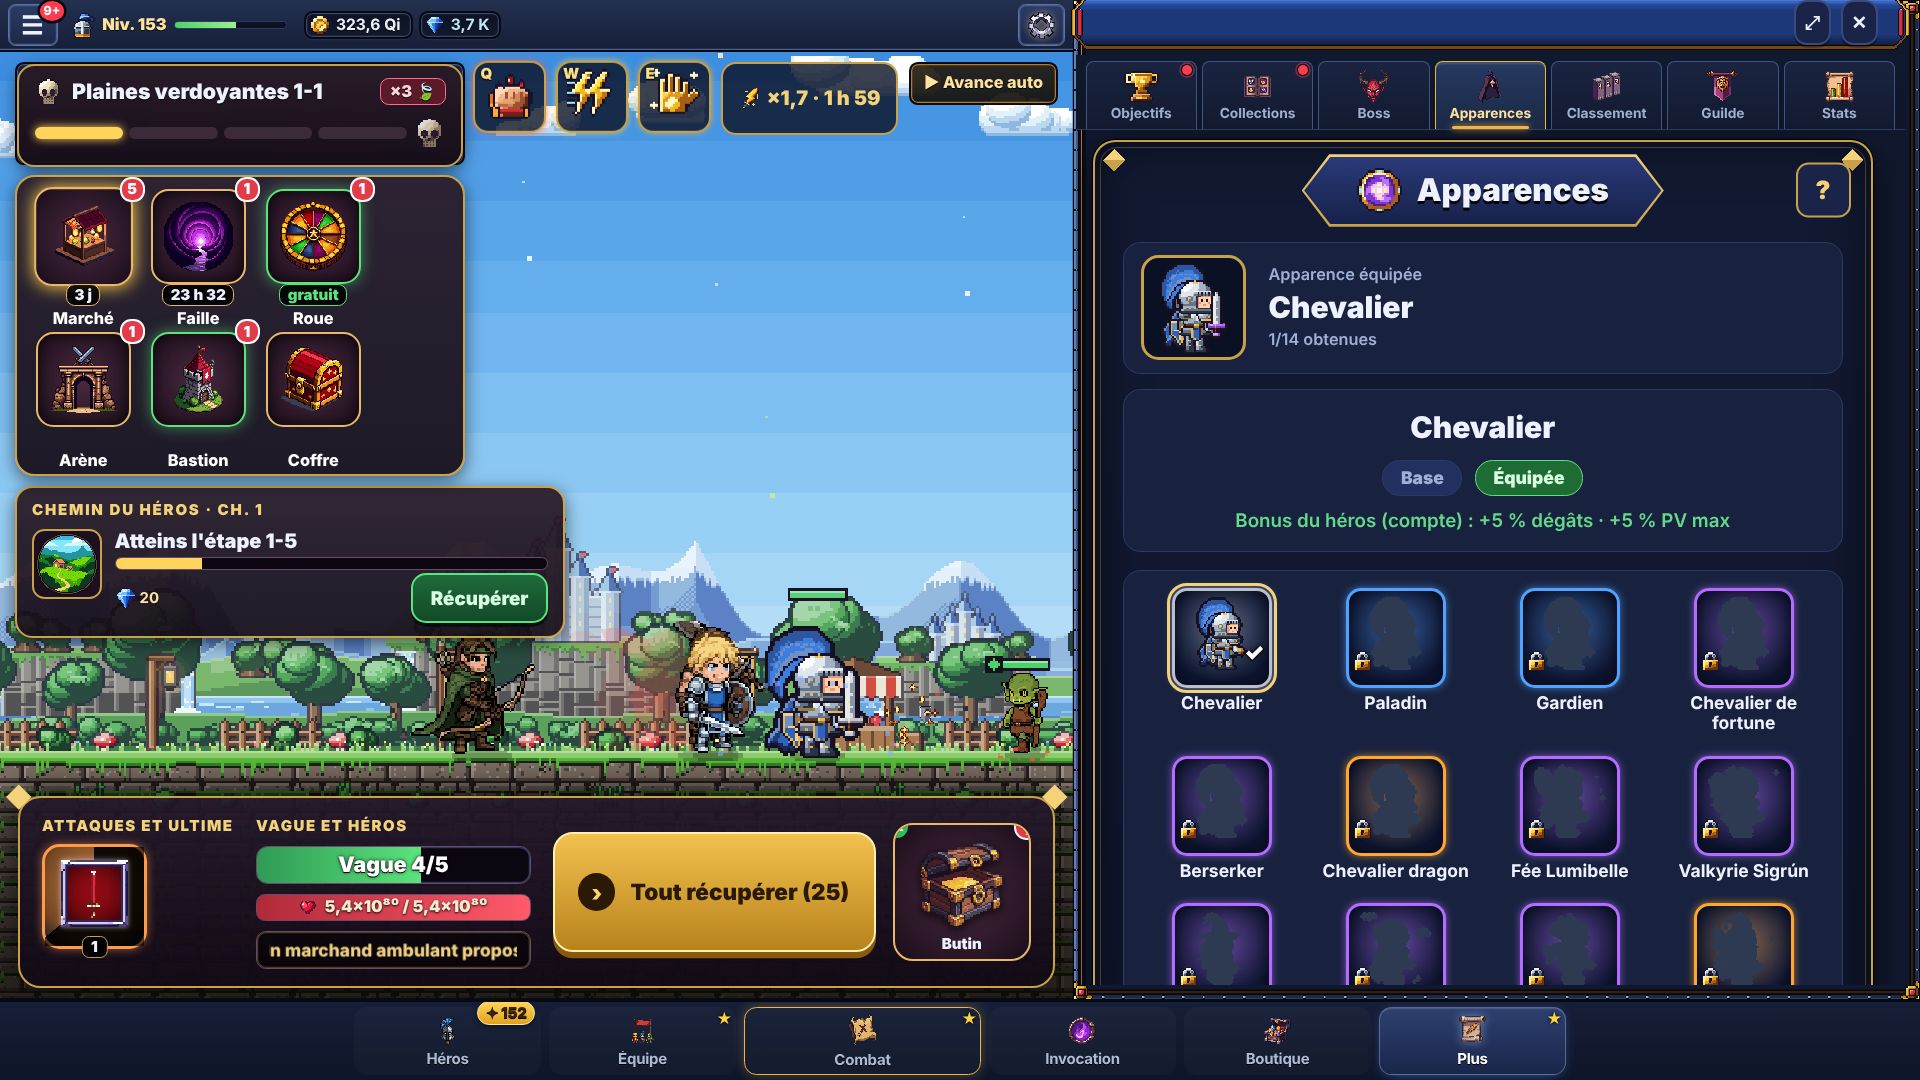 9+
Niv. 153
323,6 Qi
3,7 K
Plaines verdoyantes 1-1
×3
Q
W
E
×1,7 · 1 h 59
Avance auto
5
1
1
3 j
23 h 32
gratuit
Marché
Faille
Roue
1
1
Arène
Bastion
Coffre
CHEMIN DU HÉROS · CH. 1
Atteins l'étape 1-5
20
Récupérer
ATTAQUES ET ULTIME
VAGUE ET HÉROS
1
Vague 4/5
5,4×10⁸⁰ / 5,4×10⁸⁰
n marchand ambulant propos
Tout récupérer (25)
Butin
Objectifs
Collections
Boss
Apparences
Classement
Guilde
Stats
Apparences
?
Apparence équipée
Chevalier
1/14 obtenues
Chevalier
Base
Équipée
Bonus du héros (compte) : +5 % dégâts · +5 % PV max
Chevalier
Paladin
Gardien
Chevalier de
fortune
Berserker
Chevalier dragon
Fée Lumibelle
Valkyrie Sigrún
152
Héros
Équipe
Combat
Invocation
Boutique
Plus